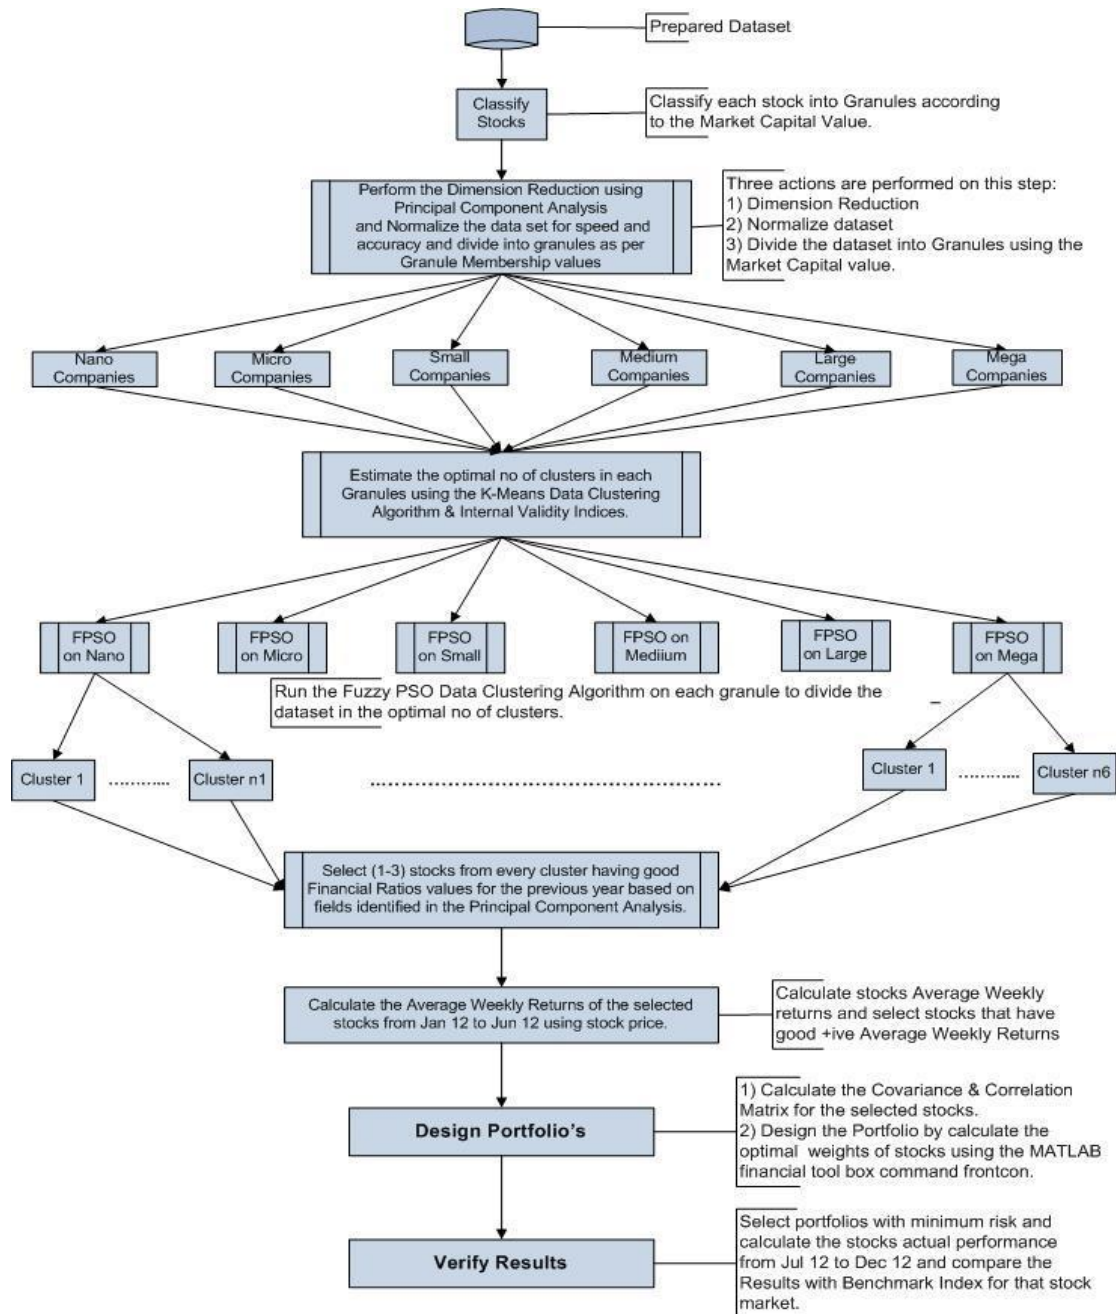 Prepared Dataset
Classify
Stocks
Classify each stock into Granules according
to the Market Capital Value.
Perform the Dimension Reduction using
Principal Component Analysis
and Normalize the data set for speed and
accuracy and divide into granules as per
Granule Membership values
Three actions are performed on this step:
1) Dimension Reduction
2) Normalize dataset
3) Divide the dataset into Granules using the
Market Capital value.
Nano
Companies
Micro
Companies
Small
Companies
Medium
Companies
Large
Companies
Mega
Companies
Estimate the optimal no of clusters in each
Granules using the K-Means Data Clustering
Algorithm & Internal Validity Indices.
FPSO
on Nano
FPSO
on Micro
FPSO
on Small
FPSO on
Mediium
FPSO
on Large
FPSO
on Mega
Run the Fuzzy PSO Data Clustering Algorithm on each granule to divide the
dataset in the optimal no of clusters.
Cluster 1
Cluster n1
Cluster 1
Cluster n6
Select (1-3) stocks from every cluster having good
Financial Ratios values for the previous year based on
fields identified in the Principal Component Analysis.
Calculate the Average Weekly Returns of the selected
stocks from Jan 12 to Jun 12 using stock price.
Calculate stocks Average Weekly
returns and select stocks that have
good +ive Average Weekly Returns
Design Portfolio's
1) Calculate the Covariance & Correlation
Matrix for the selected stocks.
2) Design the Portfolio by calculate the
optimal weights of stocks using the MATLAB
financial tool box command frontcon.
Verify Results
Select portfolios with minimum risk and
calculate the stocks actual performance
from Jul 12 to Dec 12 and compare the
Results with Benchmark Index for that stock
market.